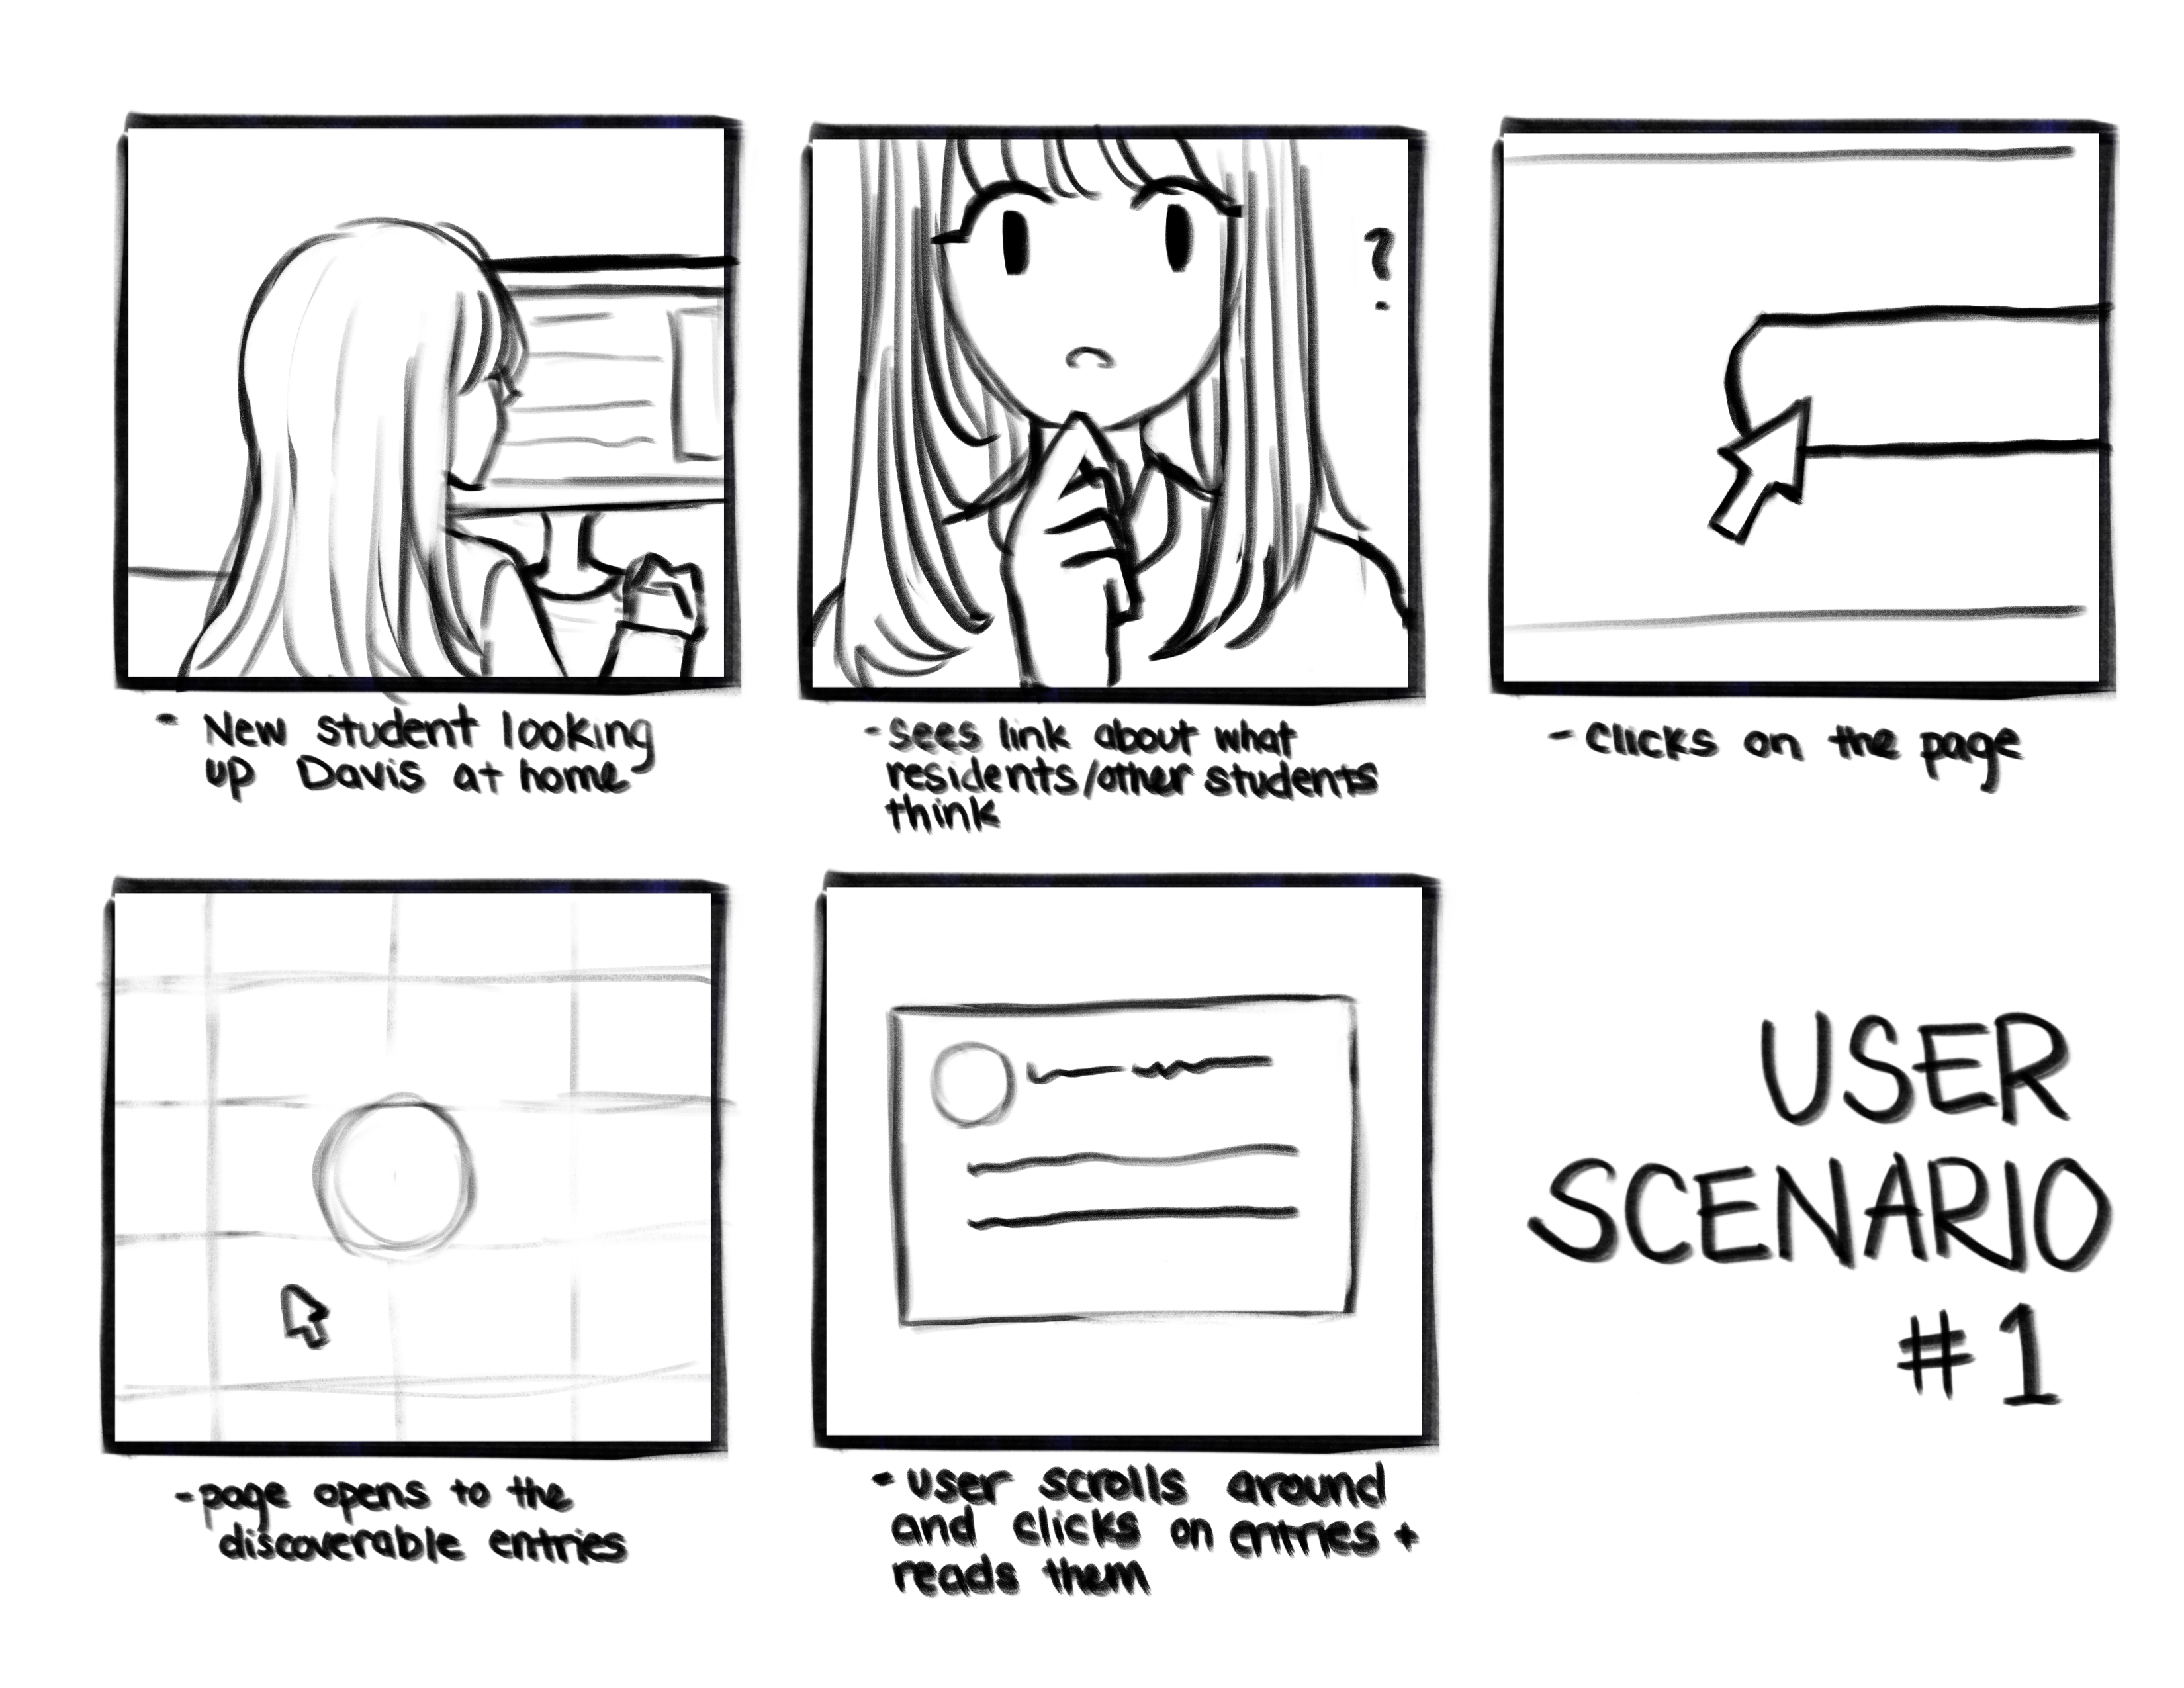 ?
- New student looking
up Davis at home
- sees link about what
residents/other students
think
- clicks on the page
- page opens to the
discoverable entries
- user scrolls around
and clicks on entries +
reads them
USER
SCENARIO
#1